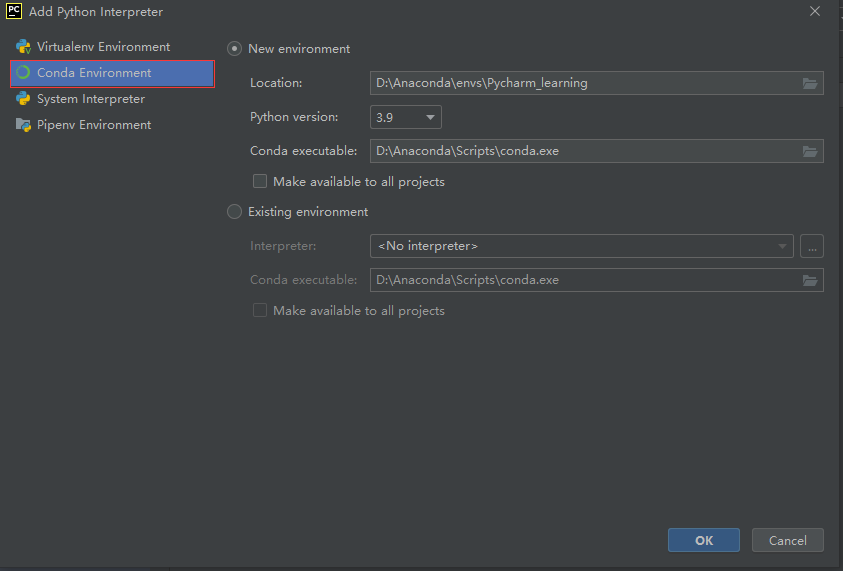 PC Add Python Interpreter
Virtualenv Environment
Conda Environment
System Interpreter
Pipenv Environment
New environment
Location: D:\Anaconda\envs\Pycharm_learning
Python version: 3.9
Conda executable: D:\Anaconda\Scripts\conda.exe
Make available to all projects
Existing environment
Interpreter: <No interpreter> ...
Conda executable: D:\Anaconda\Scripts\conda.exe
Make available to all projects
OK Cancel